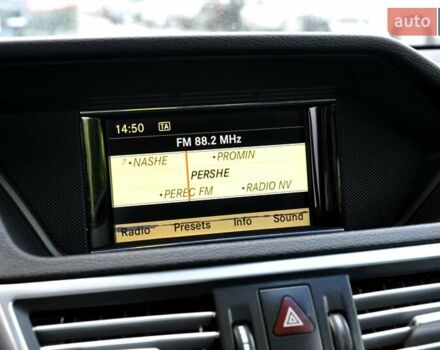 auto
14:50 TA
FM 88.2 MHz
7 •NASHE •PROMIN
PERSHE
•PEREC FM •RADIO NV
Radio Presets Info Sound